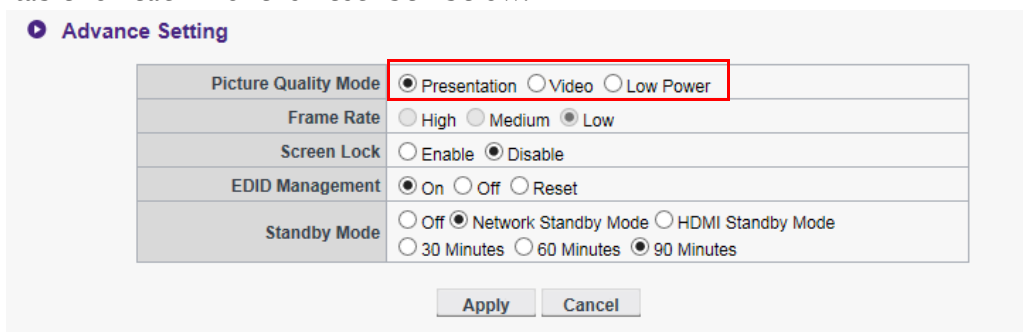 Advance Setting
Picture Quality Mode Presentation Video Low Power
Frame Rate High Medium Low
Screen Lock Enable Disable
EDID Management On Off Reset
Standby Mode Off Network Standby Mode HDMI Standby Mode
30 Minutes 60 Minutes 90 Minutes
Apply Cancel